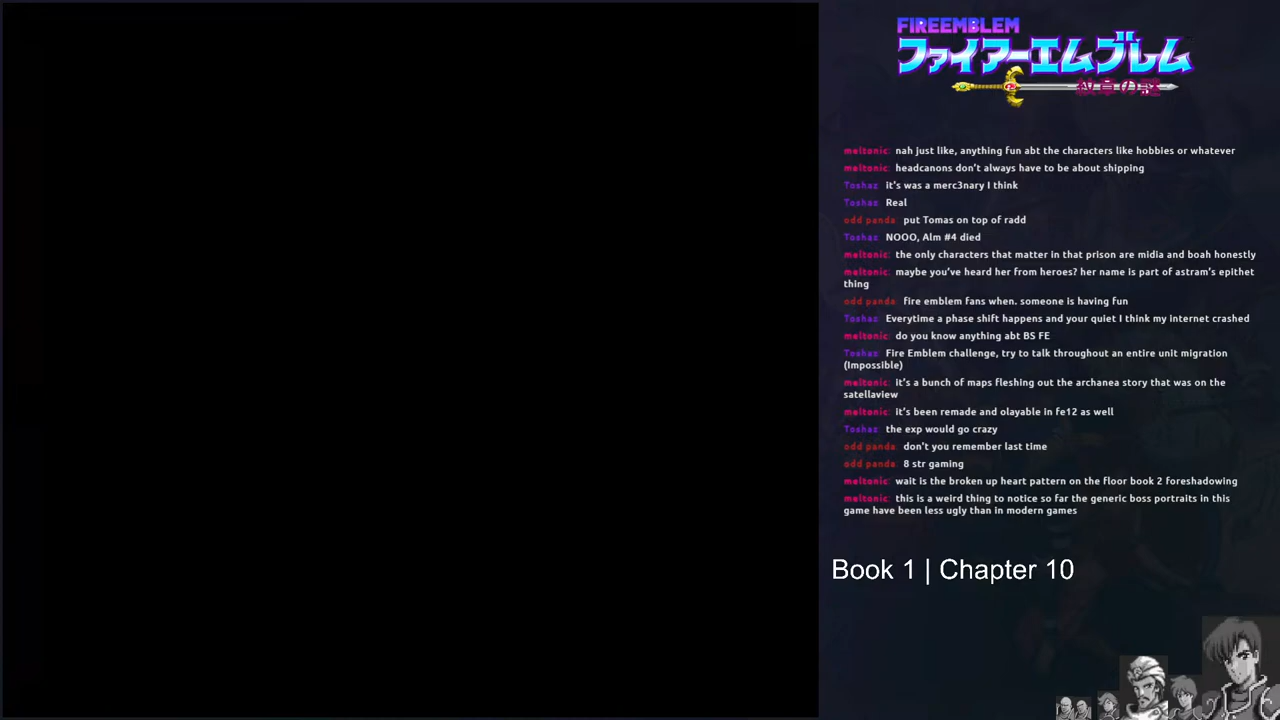 FIREEMBLEM
ファイアーエムブレム
紋章の謎
meltonic: nah just like, anything fun abt the characters like hobbies or whatever
meltonic: headcanons don't always have to be about shipping
Toshaz: it's was a merc3nary I think
Toshaz: Real
odd panda: put Tomas on top of radd
Toshaz: NOOO, Alm #4 died
meltonic: the only characters that matter in that prison are midia and boah honestly
meltonic: maybe you've heard her from heroes? her name is part of astram's epithet
thing
odd panda: fire emblem fans when. someone is having fun
Toshaz: Everytime a phase shift happens and your quiet I think my internet crashed
meltonic: do you know anything abt BS FE
Toshaz: Fire Emblem challenge, try to talk throughout an entire unit migration
(Impossible)
meltonic: it's a bunch of maps fleshing out the archanea story that was on the
satellaview
meltonic: it's been remade and olayable in fe12 as well
Toshaz: the exp would go crazy
odd panda: don't you remember last time
odd panda: 8 str gaming
meltonic: wait is the broken up heart pattern on the floor book 2 foreshadowing
meltonic: this is a weird thing to notice so far the generic boss portraits in this
game have been less ugly than in modern games
Book 1 | Chapter 10